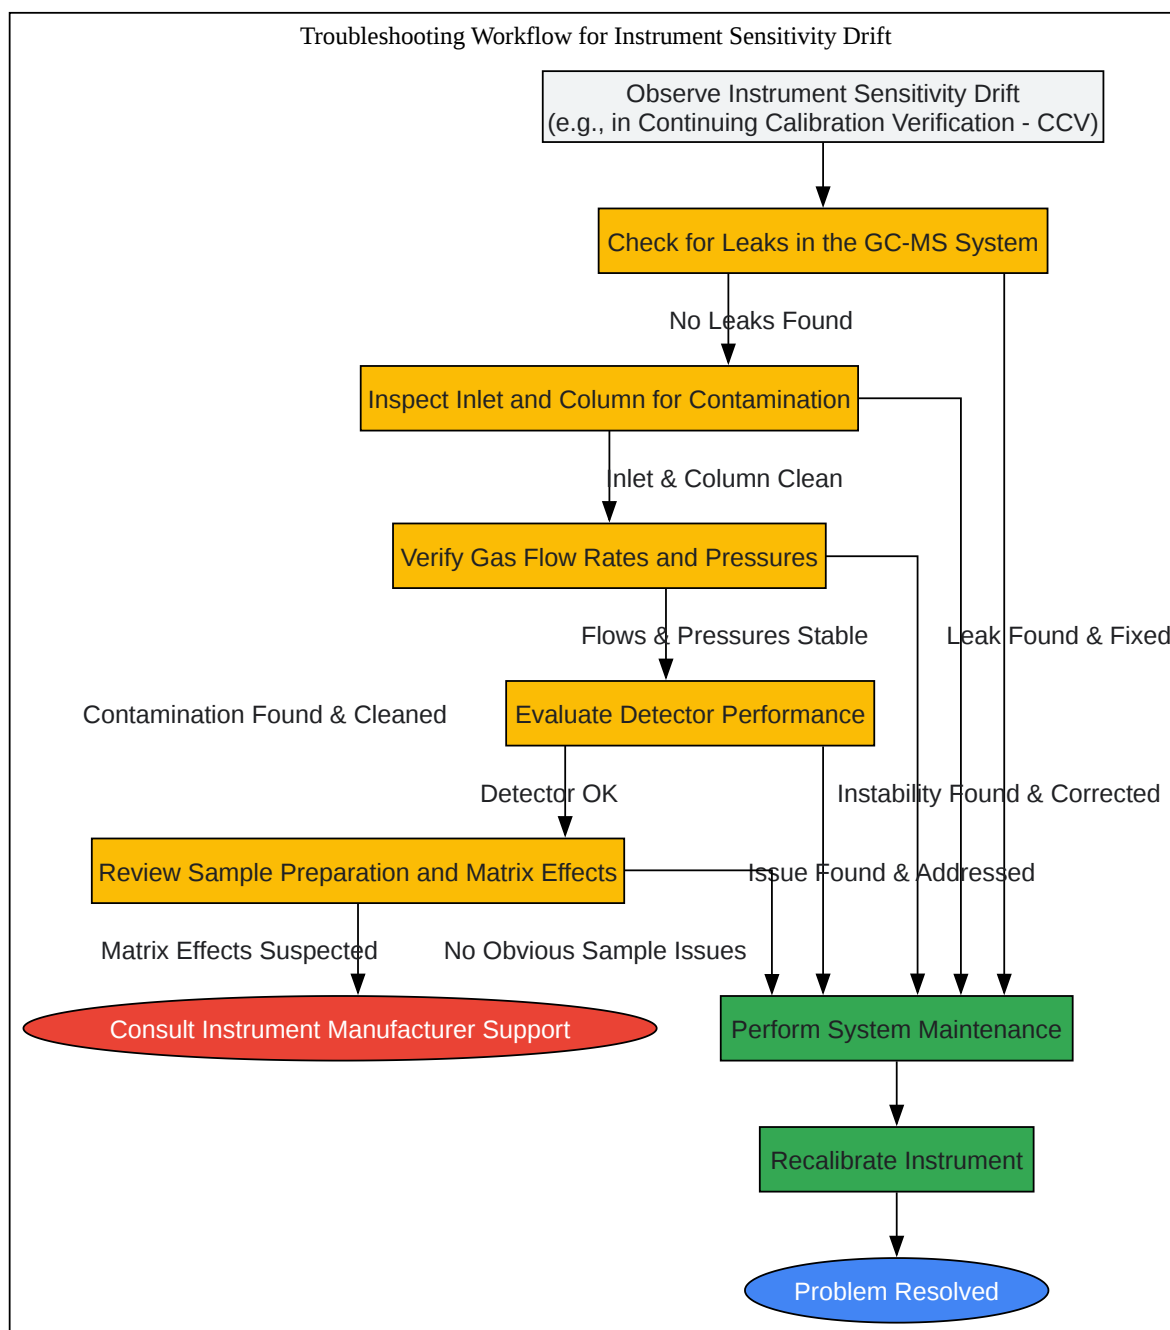 Troubleshooting Workflow for Instrument Sensitivity Drift
Observe Instrument Sensitivity Drift
(e.g., in Continuing Calibration Verification - CCV)
Check for Leaks in the GC-MS System
No Leaks Found
Inspect Inlet and Column for Contamination
Inlet & Column Clean
Verify Gas Flow Rates and Pressures
Flows & Pressures Stable
Leak Found & Fixed
Contamination Found & Cleaned
Evaluate Detector Performance
Detector OK
Instability Found & Corrected
Review Sample Preparation and Matrix Effects
Issue Found & Addressed
Matrix Effects Suspected
No Obvious Sample Issues
Consult Instrument Manufacturer Support
Perform System Maintenance
Recalibrate Instrument
Problem Resolved